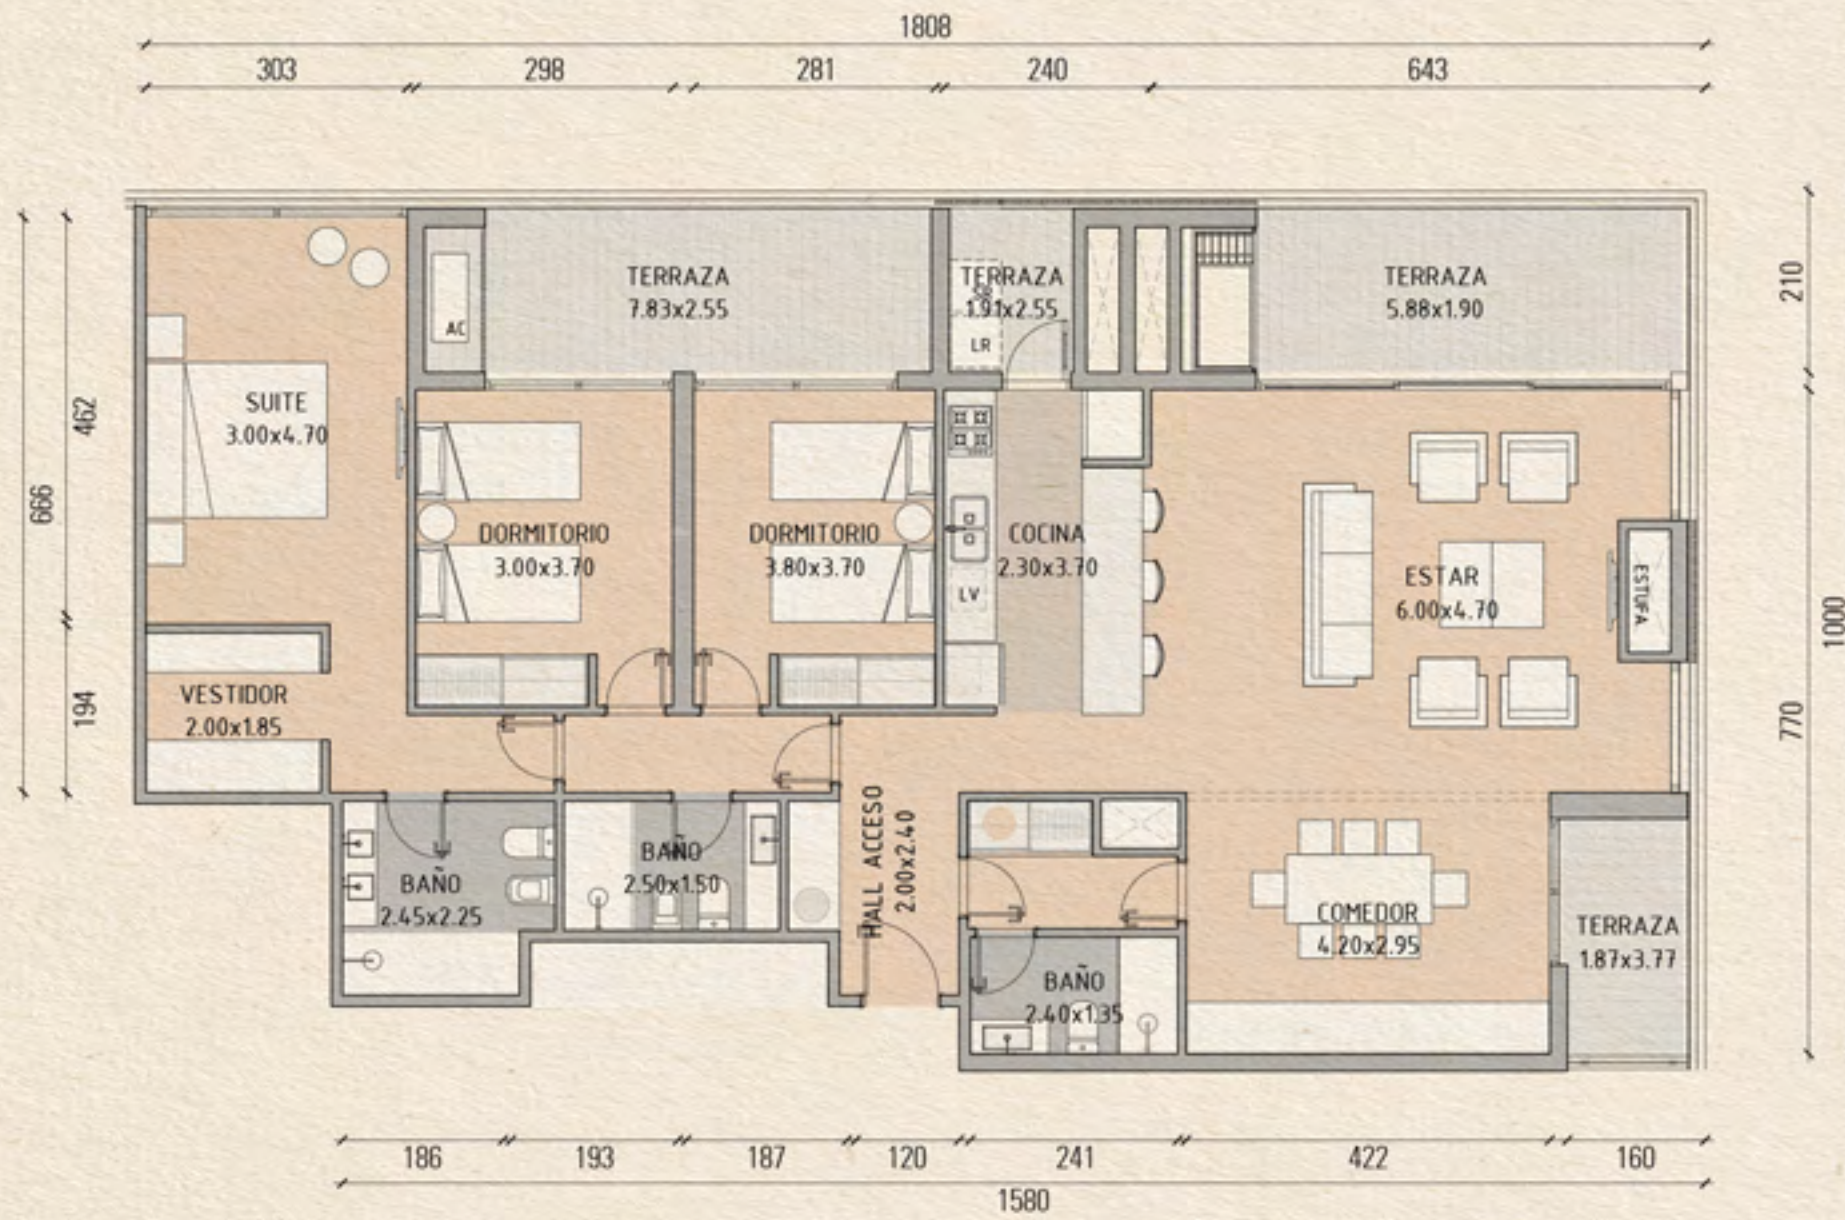 1808
303
298
281
240
643
TERRAZA
7.83x2.55
TERRAZA
1.91x2.55
TERRAZA
5.88x1.90
AC
LR
210
SUITE
3.00x4.70
462
666
DORMITORIO
3.00x3.70
DORMITORIO
3.80x3.70
COCINA
2.30x3.70
LV
ESTAR
6.00x4.70
ESTUFA
1000
770
VESTIDOR
2.00x1.85
194
HALL ACCESO
2.00x2.40
BAÑO
2.45x2.25
BAÑO
2.50x1.50
COMEDOR
4.20x2.95
TERRAZA
1.87x3.77
BAÑO
2.40x1.35
186
193
187
120
241
422
160
1580